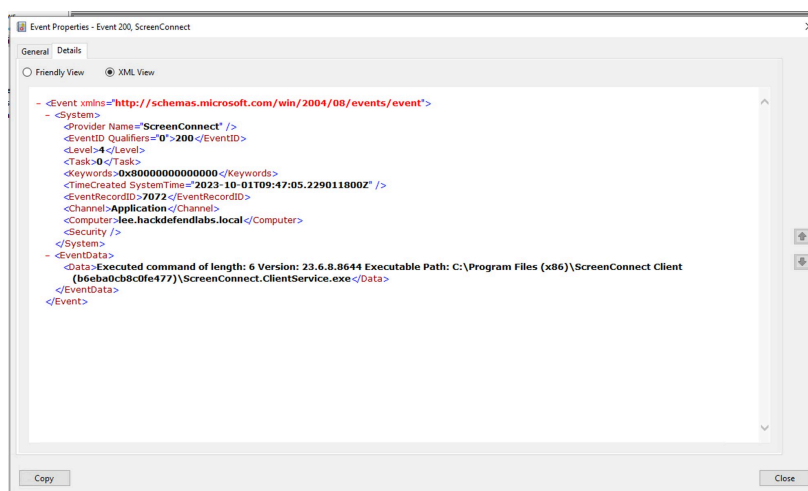 Event Properties - Event 200, ScreenConnect
General Details
Friendly View XML View
- <Event xmlns="http://schemas.microsoft.com/win/2004/08/events/event">
- <System>
<Provider Name="ScreenConnect" />
<EventID Qualifiers="0">200</EventID>
<Level>4</Level>
<Task>0</Task>
<Keywords>0x80000000000000</Keywords>
<TimeCreated SystemTime="2023-10-01T09:47:05.229011800Z" />
<EventRecordID>7072</EventRecordID>
<Channel>Application</Channel>
<Computer>lee.hackdefendlabs.local</Computer>
<Security />
</System>
- <EventData>
<Data>Executed command of length: 6 Version: 23.6.8.8644 Executable Path: C:\Program Files (x86)\ScreenConnect Client
(b6eba0cb8c0fe477)\ScreenConnect.ClientService.exe</Data>
</EventData>
</Event>
Copy Close